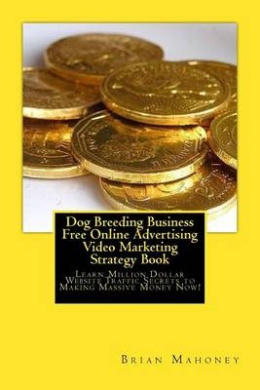 Dog Breeding Business
Free Online Advertising
Video Marketing
Strategy Book
Learn Million Dollar
Website Traffic Secrets to
Making Massive Money Now!
Brian Mahoney